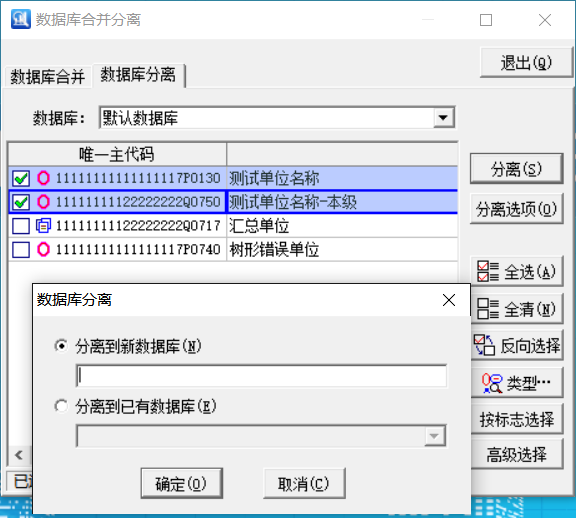 数据库合并分离
退出(Q)
数据库合并 数据库分离
数据库： 默认数据库
唯一主代码
11111111111111117P0130 测试单位名称
11111111122222222Q0750 测试单位名称-本级
11111111122222222Q0717 汇总单位
11111111111111117P0740 树形错误单位
分离(S)
分离选项(O)
全选(A)
全清(N)
反向选择
类型…
按标志选择
高级选择
数据库分离
分离到新数据库(N)
分离到已有数据库(E)
确定(O) 取消(C)